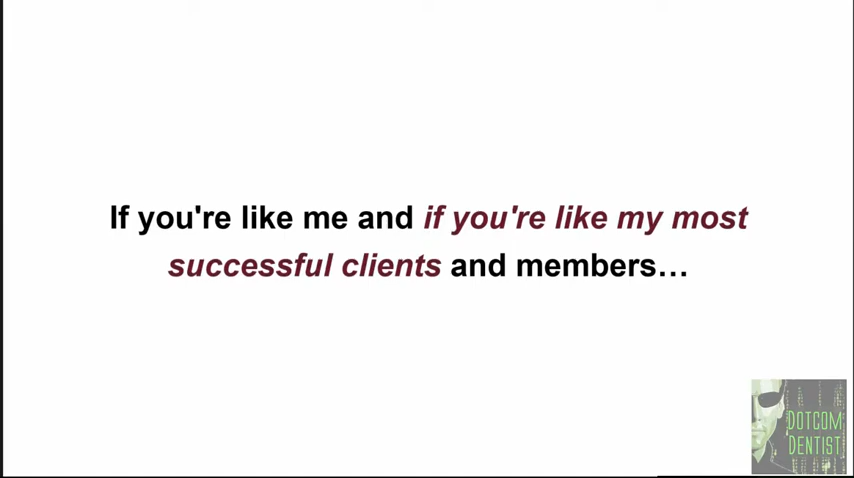 If you're like me and if you're like my most
successful clients and members…
DOTCOM
DENTIST